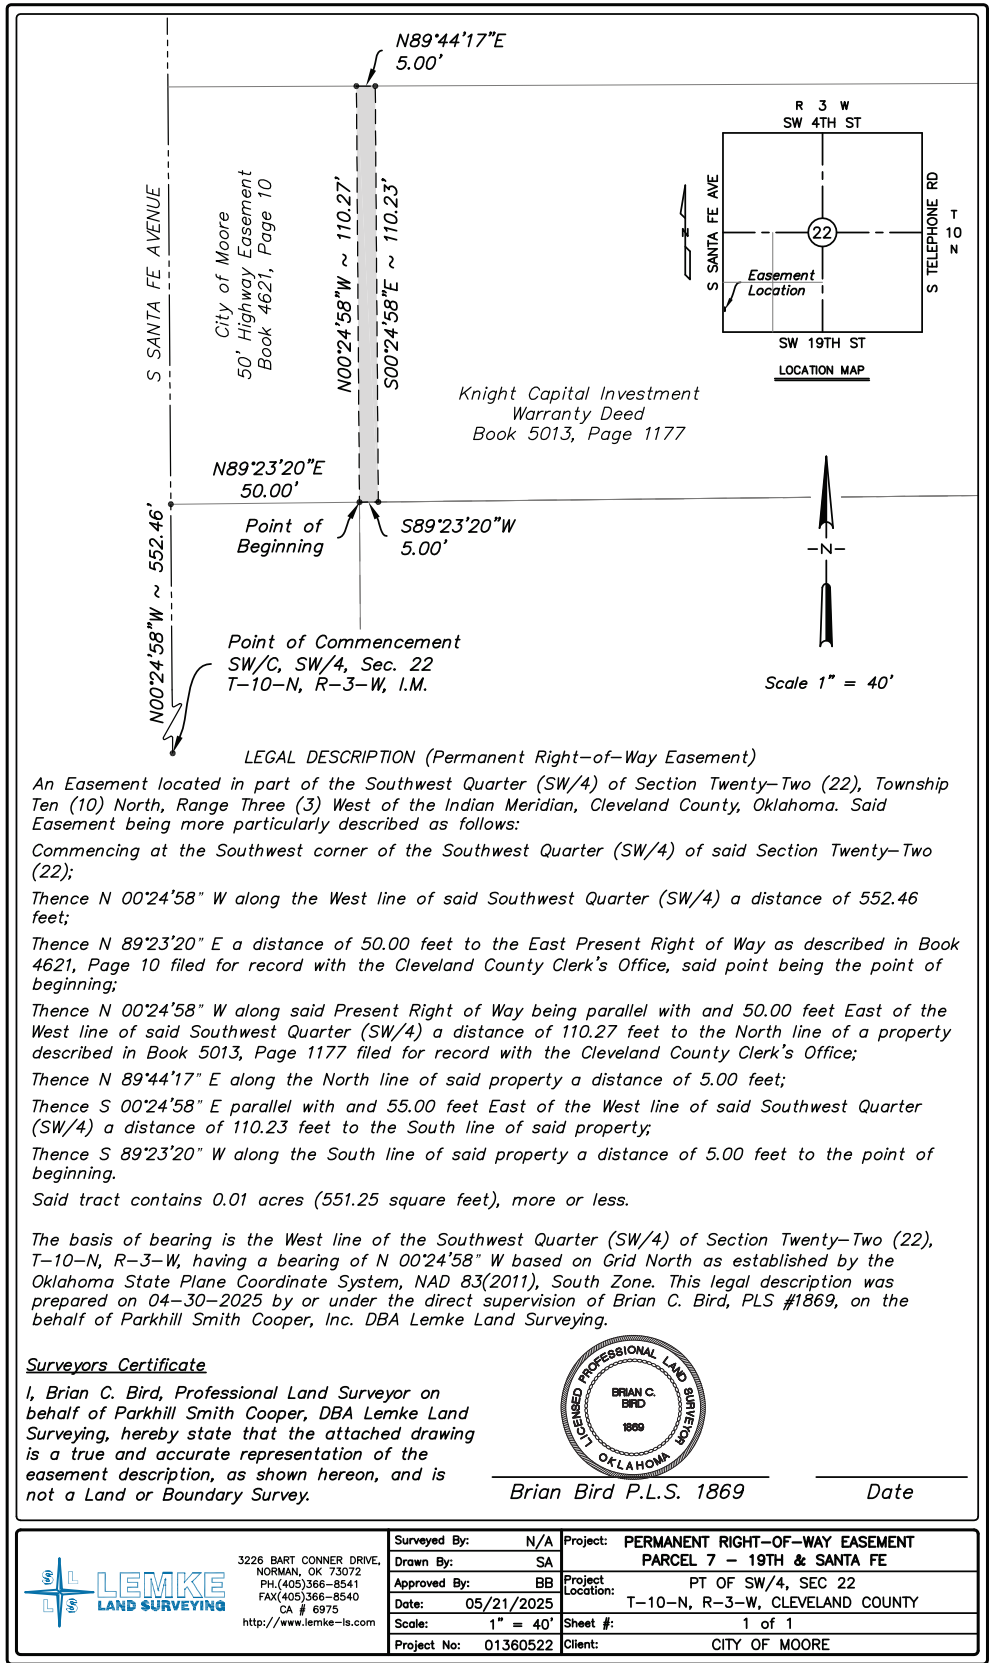 N89°44'17"E
5.00'
R 3 W
SW 4TH ST
S SANTA FE AVENUE
City of Moore
50' Highway Easement
Book 4621, Page 10
N00°24'58"W ~ 110.27'
S00°24'58"E ~ 110.23'
S SANTA FE AVE
N
22
S TELEPHONE RD
T
10
N
Easement
Location
SW 19TH ST
LOCATION MAP
Knight Capital Investment
Warranty Deed
Book 5013, Page 1177
N89°23'20"E
50.00'
Point of
Beginning
S89°23'20"W
5.00'
-N-
N00°24'58"W ~ 552.46'
Point of Commencement
SW/C, SW/4, Sec. 22
T-10-N, R-3-W, I.M.
Scale 1" = 40'
LEGAL DESCRIPTION (Permanent Right-of-Way Easement)
An Easement located in part of the Southwest Quarter (SW/4) of Section Twenty-Two (22), Township
Ten (10) North, Range Three (3) West of the Indian Meridian, Cleveland County, Oklahoma. Said
Easement being more particularly described as follows:
Commencing at the Southwest corner of the Southwest Quarter (SW/4) of said Section Twenty-Two
(22);
Thence N 00°24'58" W along the West line of said Southwest Quarter (SW/4) a distance of 552.46
feet;
Thence N 89°23'20" E a distance of 50.00 feet to the East Present Right of Way as described in Book
4621, Page 10 filed for record with the Cleveland County Clerk's Office, said point being the point of
beginning;
Thence N 00°24'58" W along said Present Right of Way being parallel with and 50.00 feet East of the
West line of said Southwest Quarter (SW/4) a distance of 110.27 feet to the North line of a property
described in Book 5013, Page 1177 filed for record with the Cleveland County Clerk's Office;
Thence N 89°44'17" E along the North line of said property a distance of 5.00 feet;
Thence S 00°24'58" E parallel with and 55.00 feet East of the West line of said Southwest Quarter
(SW/4) a distance of 110.23 feet to the South line of said property;
Thence S 89°23'20" W along the South line of said property a distance of 5.00 feet to the point of
beginning.
Said tract contains 0.01 acres (551.25 square feet), more or less.
The basis of bearing is the West line of the Southwest Quarter (SW/4) of Section Twenty-Two (22),
T-10-N, R-3-W, having a bearing of N 00°24'58" W based on Grid North as established by the
Oklahoma State Plane Coordinate System, NAD 83(2011), South Zone. This legal description was
prepared on 04-30-2025 by or under the direct supervision of Brian C. Bird, PLS #1869, on the
behalf of Parkhill Smith Cooper, Inc. DBA Lemke Land Surveying.
Surveyors Certificate
I, Brian C. Bird, Professional Land Surveyor on
behalf of Parkhill Smith Cooper, DBA Lemke Land
Surveying, hereby state that the attached drawing
is a true and accurate representation of the
easement description, as shown hereon, and is
not a Land or Boundary Survey.
LICENSED PROFESSIONAL LAND SURVEYOR
BRIAN C.
BIRD
1869
OKLAHOMA
Brian Bird P.L.S. 1869
Date
S L
L S
LEMKE
LAND SURVEYING
3226 BART CONNER DRIVE,
NORMAN, OK 73072
PH.(405)366-8541
FAX(405)366-8540
CA # 6975
http://www.lemke-ls.com
Surveyed By: N/A
Drawn By: SA
Approved By: BB
Date: 05/21/2025
Scale: 1" = 40'
Project No: 01360522
Project: PERMANENT RIGHT-OF-WAY EASEMENT
PARCEL 7 - 19TH & SANTA FE
Project
Location:
PT OF SW/4, SEC 22
T-10-N, R-3-W, CLEVELAND COUNTY
Sheet #: 1 of 1
Client: CITY OF MOORE